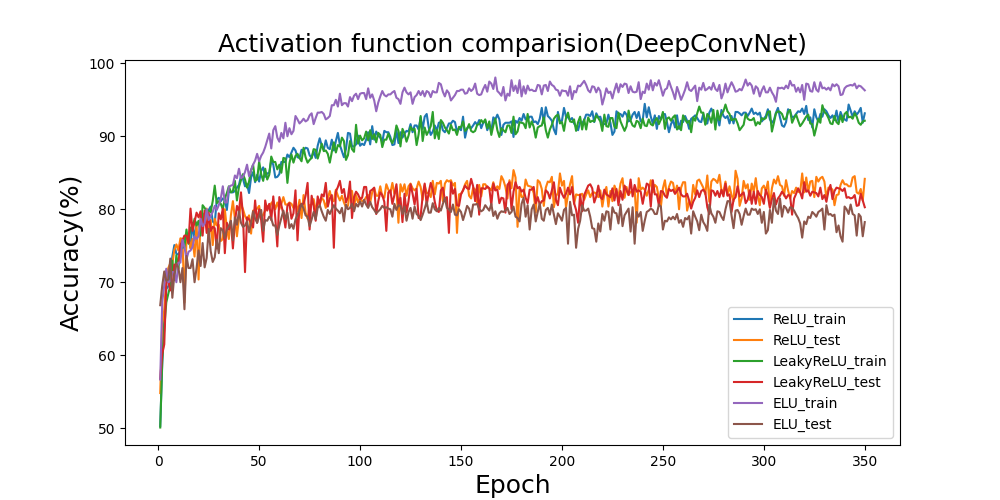 Activation function comparision(DeepConvNet)
Accuracy(%)
100
90
80
70
60
50
0 50 100 150 200 250 300 350
Epoch
ReLU_train
ReLU_test
LeakyReLU_train
LeakyReLU_test
ELU_train
ELU_test